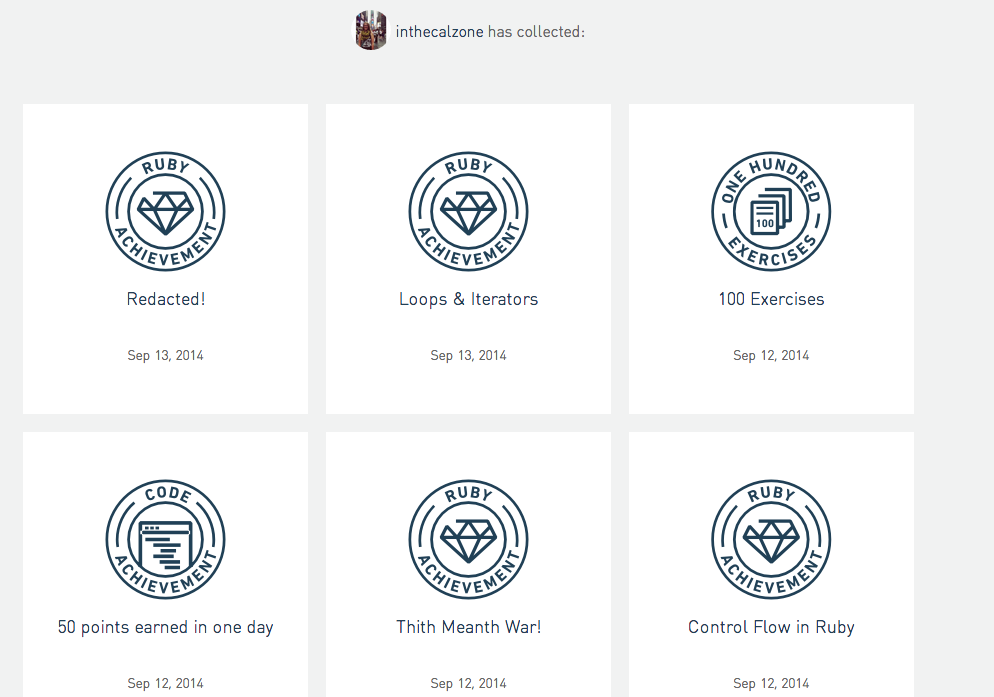 inthecalzone has collected:
RUBY ACHIEVEMENT
Redacted!
Sep 13, 2014
RUBY ACHIEVEMENT
Loops & Iterators
Sep 13, 2014
ONE HUNDRED EXERCISES
100
100 Exercises
Sep 12, 2014
CODE ACHIEVEMENT
50 points earned in one day
Sep 12, 2014
RUBY ACHIEVEMENT
Thith Meanth War!
Sep 12, 2014
RUBY ACHIEVEMENT
Control Flow in Ruby
Sep 12, 2014